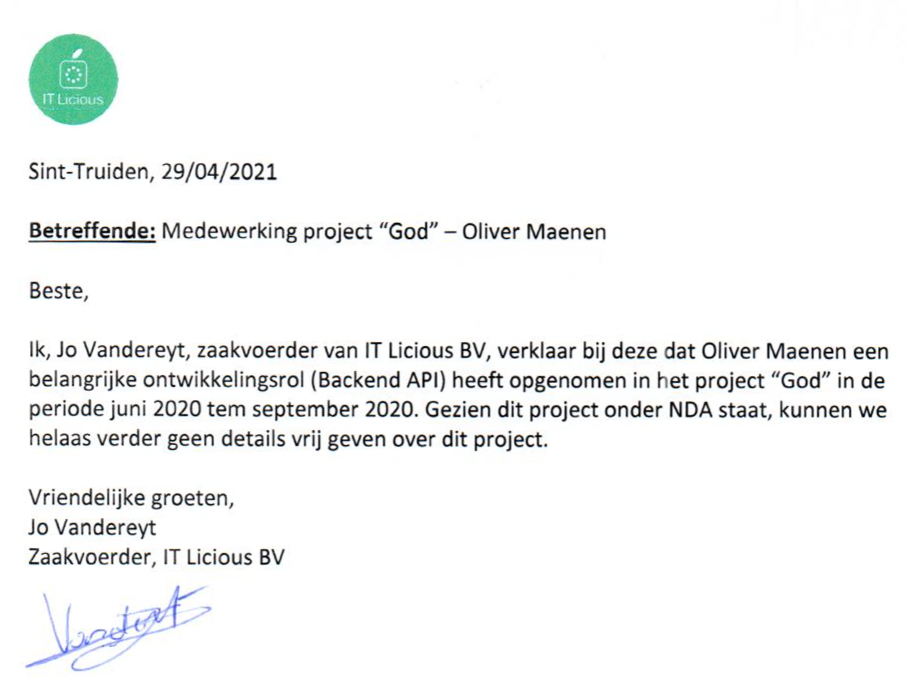 IT Licious
Sint-Truiden, 29/04/2021
Betreffende: Medewerking project “God” – Oliver Maenen
Beste,
Ik, Jo Vandereyt, zaakvoerder van IT Licious BV, verklaar bij deze dat Oliver Maenen een
belangrijke ontwikkelingsrol (Backend API) heeft opgenomen in het project “God” in de
periode juni 2020 tem september 2020. Gezien dit project onder NDA staat, kunnen we
helaas verder geen details vrij geven over dit project.
Vriendelijke groeten,
Jo Vandereyt
Zaakvoerder, IT Licious BV